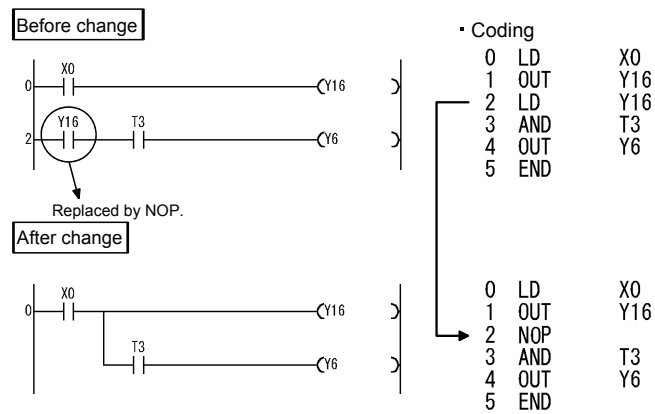 Before change
X0
0 Y16
Y16 T3
2 Y6
Replaced by NOP.
After change
X0
0 Y16
T3
Y6
▪ Coding
0 LD X0
1 OUT Y16
2 LD Y16
3 AND T3
4 OUT Y6
5 END
0 LD X0
1 OUT Y16
2 NOP
3 AND T3
4 OUT Y6
5 END